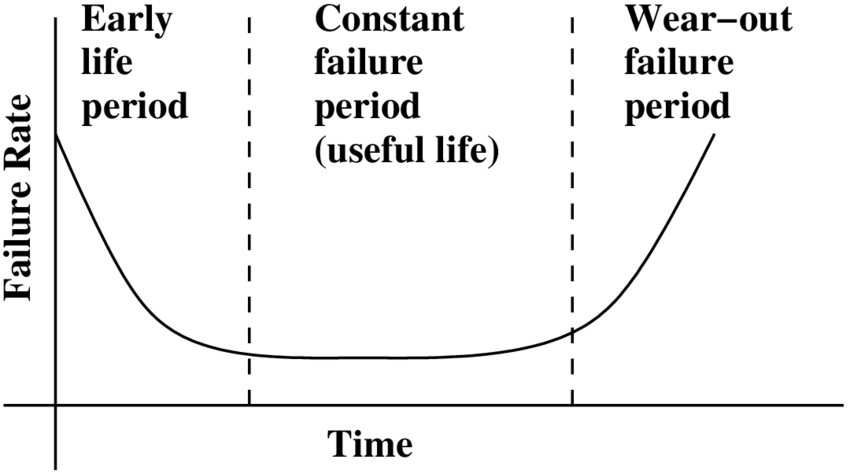 Early
life
period
Constant
failure
period
(useful life)
Wear−out
failure
period
Failure Rate
Time